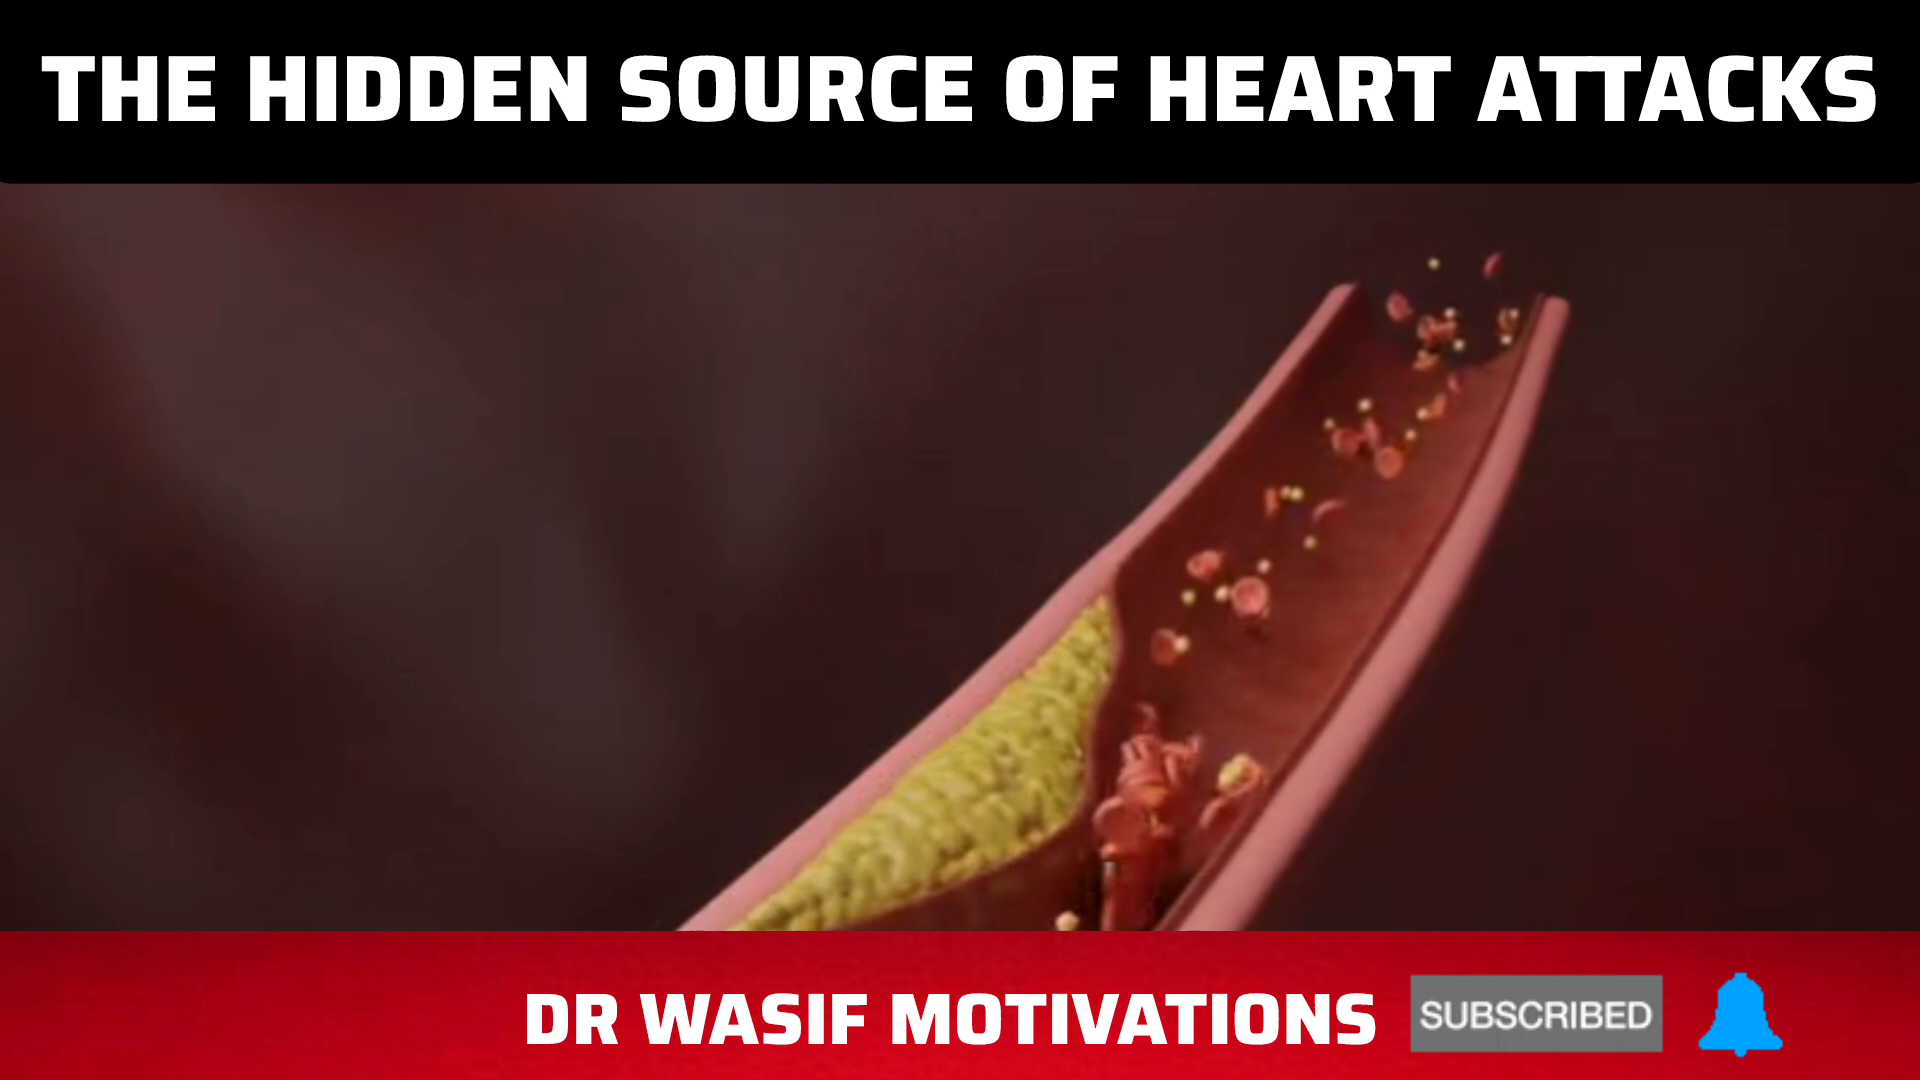 THE HIDDEN SOURCE OF HEART ATTACKS
DR WASIF MOTIVATIONS
SUBSCRIBED